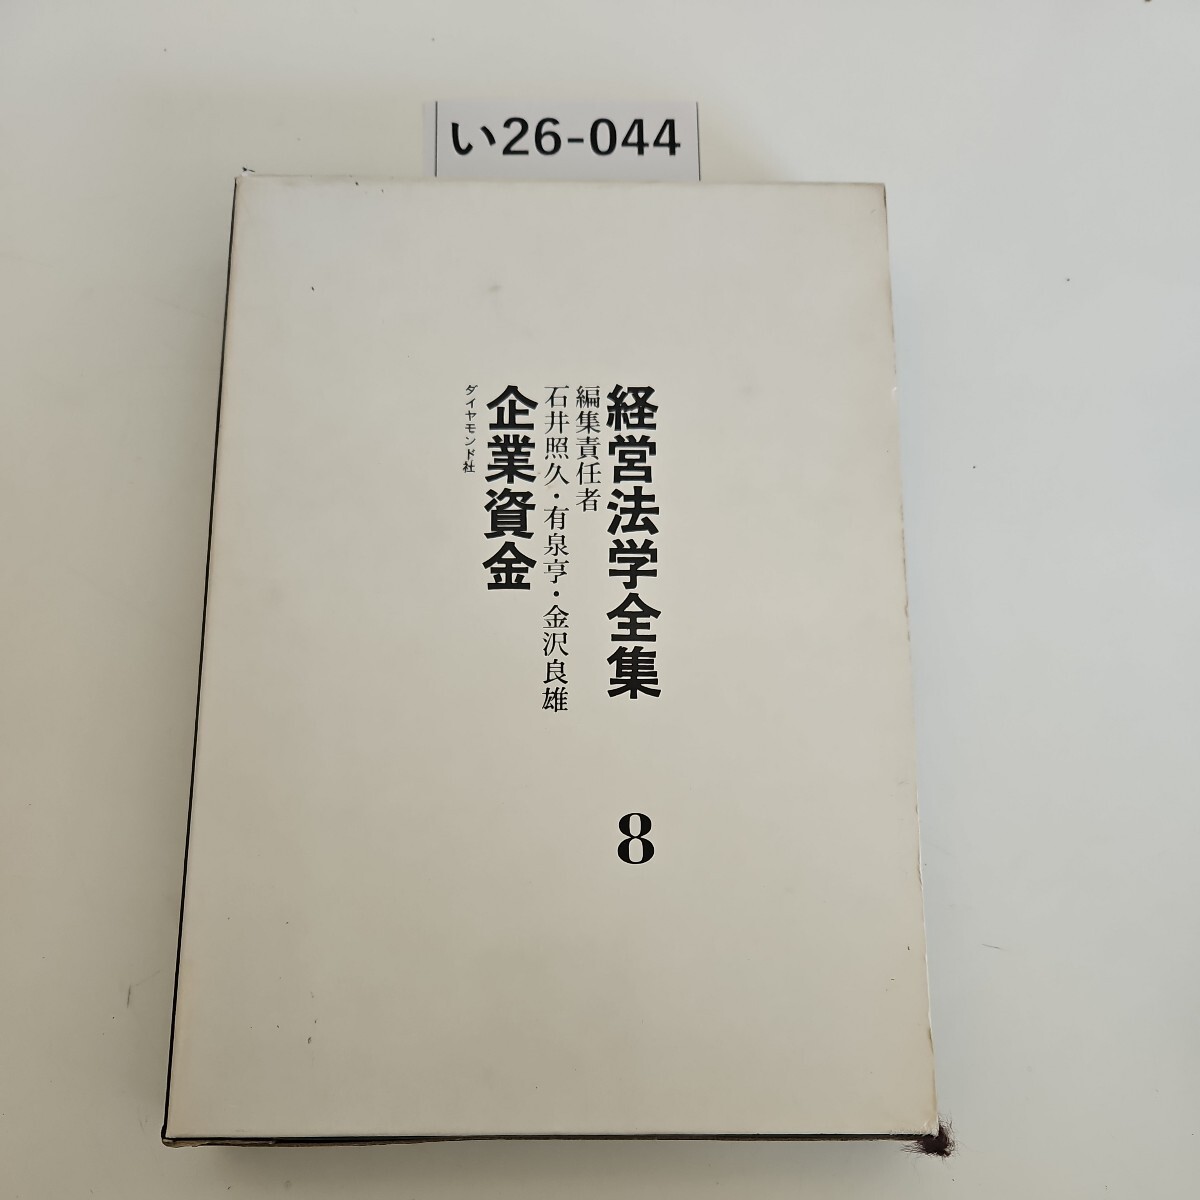 い26-044
経営法学全集 8
編集責任者
石井照久・有泉亨・金沢良雄
企業資金
ダイヤモンド社